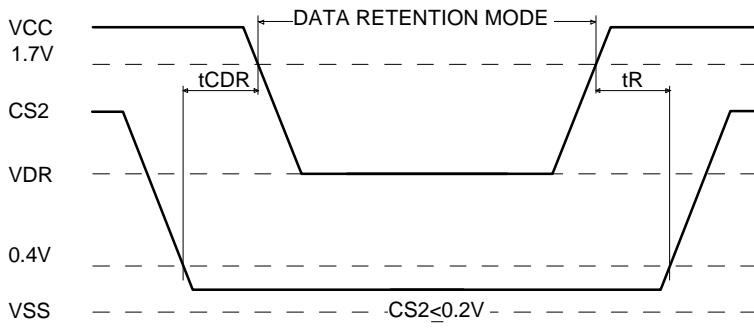 DATA RETENTION MODE
VCC
1.7V
tCDR
tR
CS2
VDR
0.4V
CS2≤0.2V
VSS